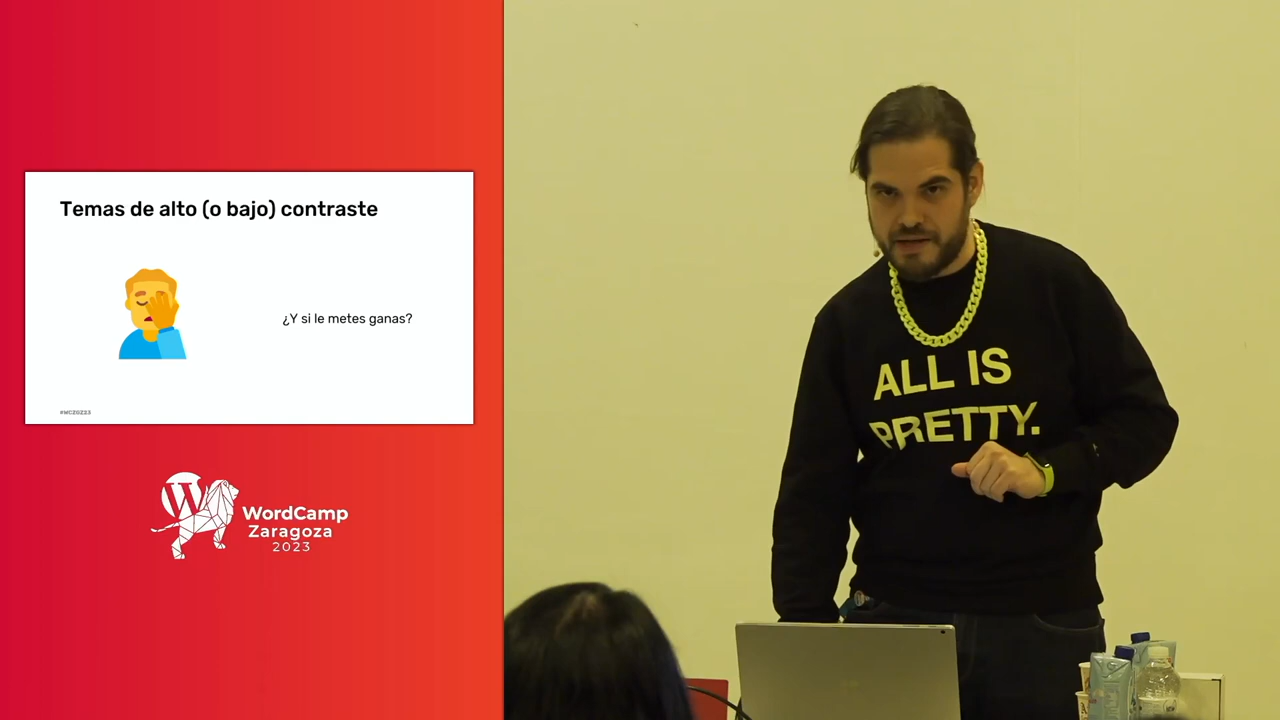 Temas de alto (o bajo) contraste
¿Y si le metes ganas?
#WCZGZ23
WordCamp
Zaragoza
2023
ALL IS
PRETTY.